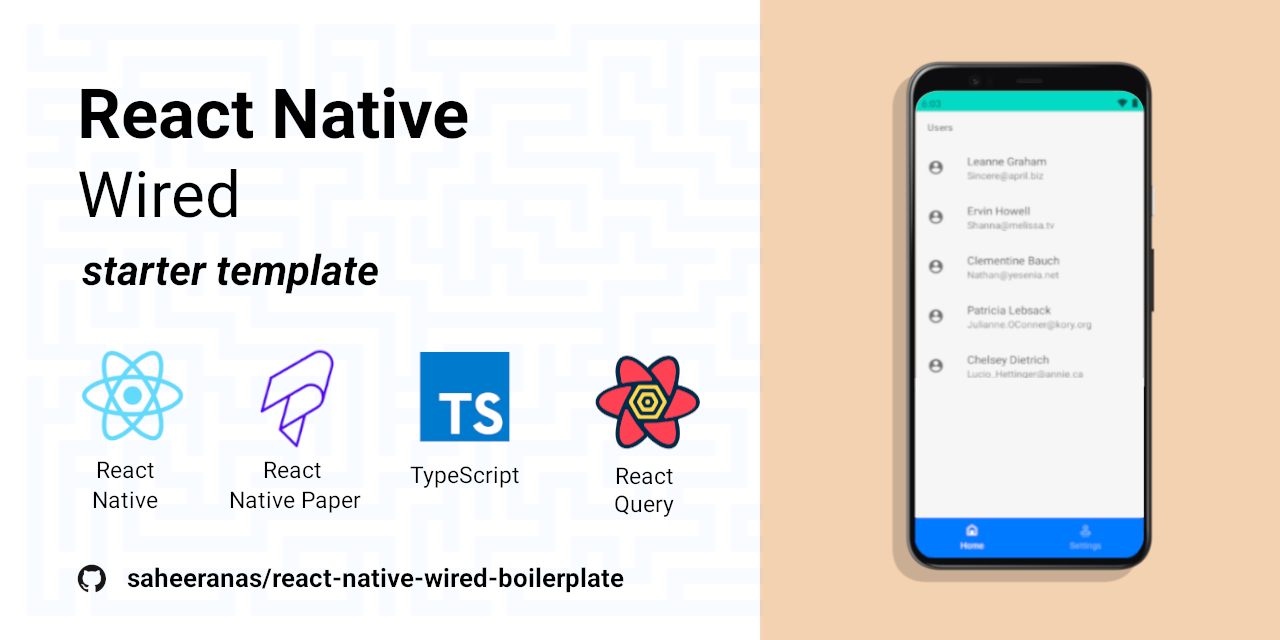 React Native
Wired
starter template
React
Native
React
Native Paper
TS
TypeScript
React
Query
saheeranas/react-native-wired-boilerplate
6:03
Users
Leanne Graham
Sincere@april.biz
Ervin Howell
Shanna@melissa.tv
Clementine Bauch
Nathan@yesenia.net
Patricia Lebsack
Julianne.OConner@kory.org
Chelsey Dietrich
Lucio_Hettinger@annie.ca
Home
Settings